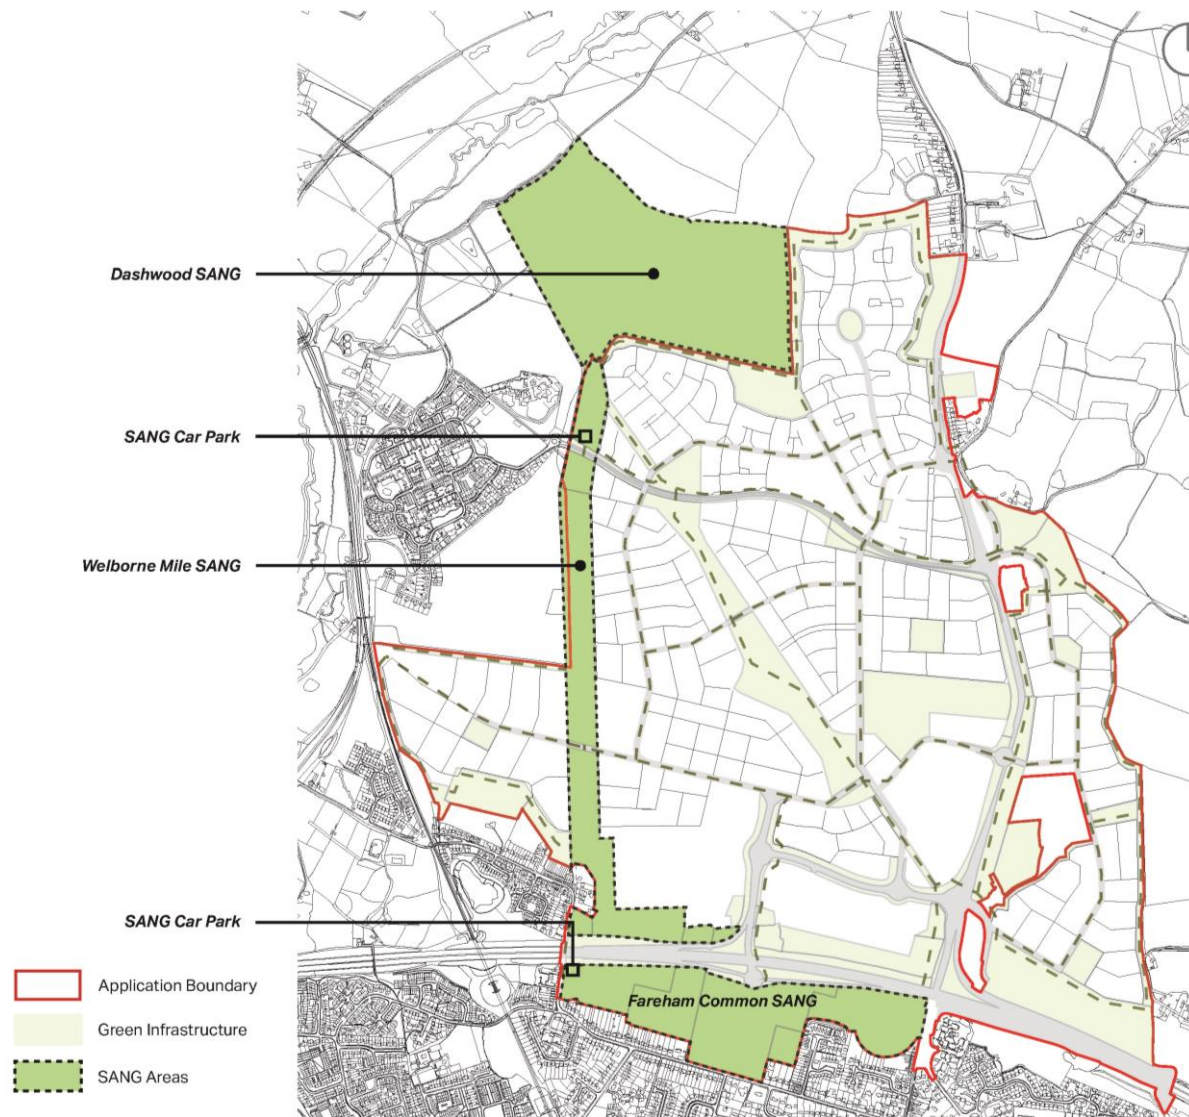 Dashwood SANG
SANG Car Park
Welborne Mile SANG
SANG Car Park
Fareham Common SANG
Application Boundary
Green Infrastructure
SANG Areas